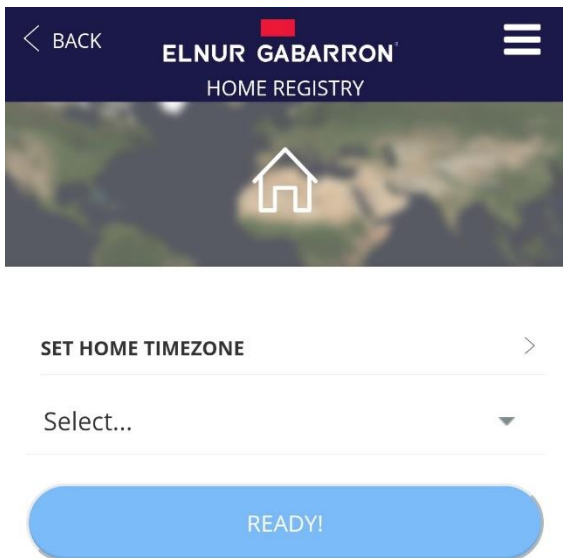 BACK
ELNUR GABARRON
HOME REGISTRY
SET HOME TIMEZONE
Select...
READY!